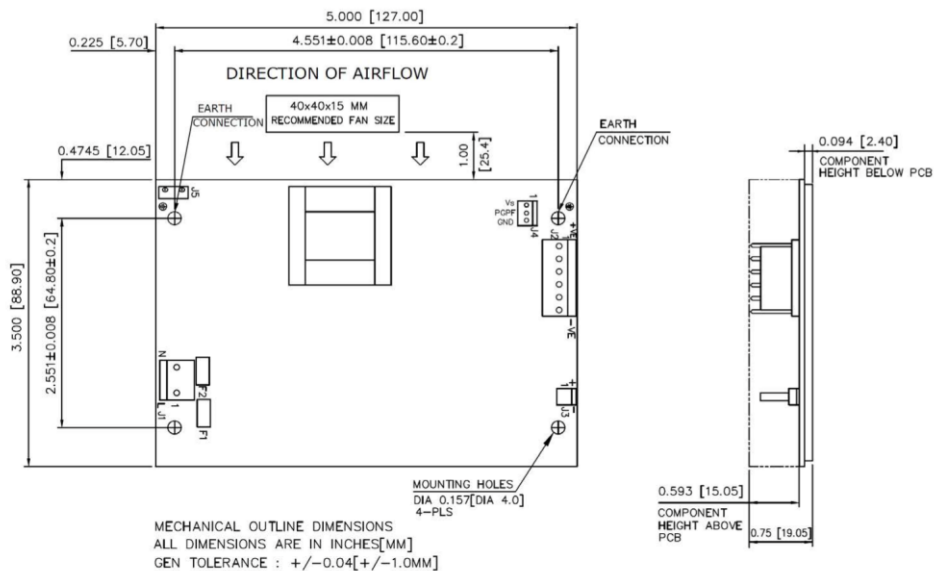 5.000 [127.00]
0.225 [5.70]
4.551±0.008 [115.60±0.2]
DIRECTION OF AIRFLOW
40x40x15 MM
RECOMMENDED FAN SIZE
EARTH
CONNECTION
EARTH
CONNECTION
1.00
[25.4]
0.4745 [12.05]
0.094 [2.40]
COMPONENT
HEIGHT BELOW PCB
J5
Vs
PGPF
GND
1
J4
+VE
J2
1
-VE
3.500 [88.90]
2.551±0.008 [64.80±0.2]
N
L
1
J1
F2
F1
+
1
-
J3
MOUNTING HOLES
DIA 0.157[DIA 4.0]
4-PLS
0.593 [15.05]
COMPONENT
HEIGHT ABOVE
PCB
0.75 [19.05]
MECHANICAL OUTLINE DIMENSIONS
ALL DIMENSIONS ARE IN INCHES[MM]
GEN TOLERANCE : +/-0.04[+/-1.0MM]